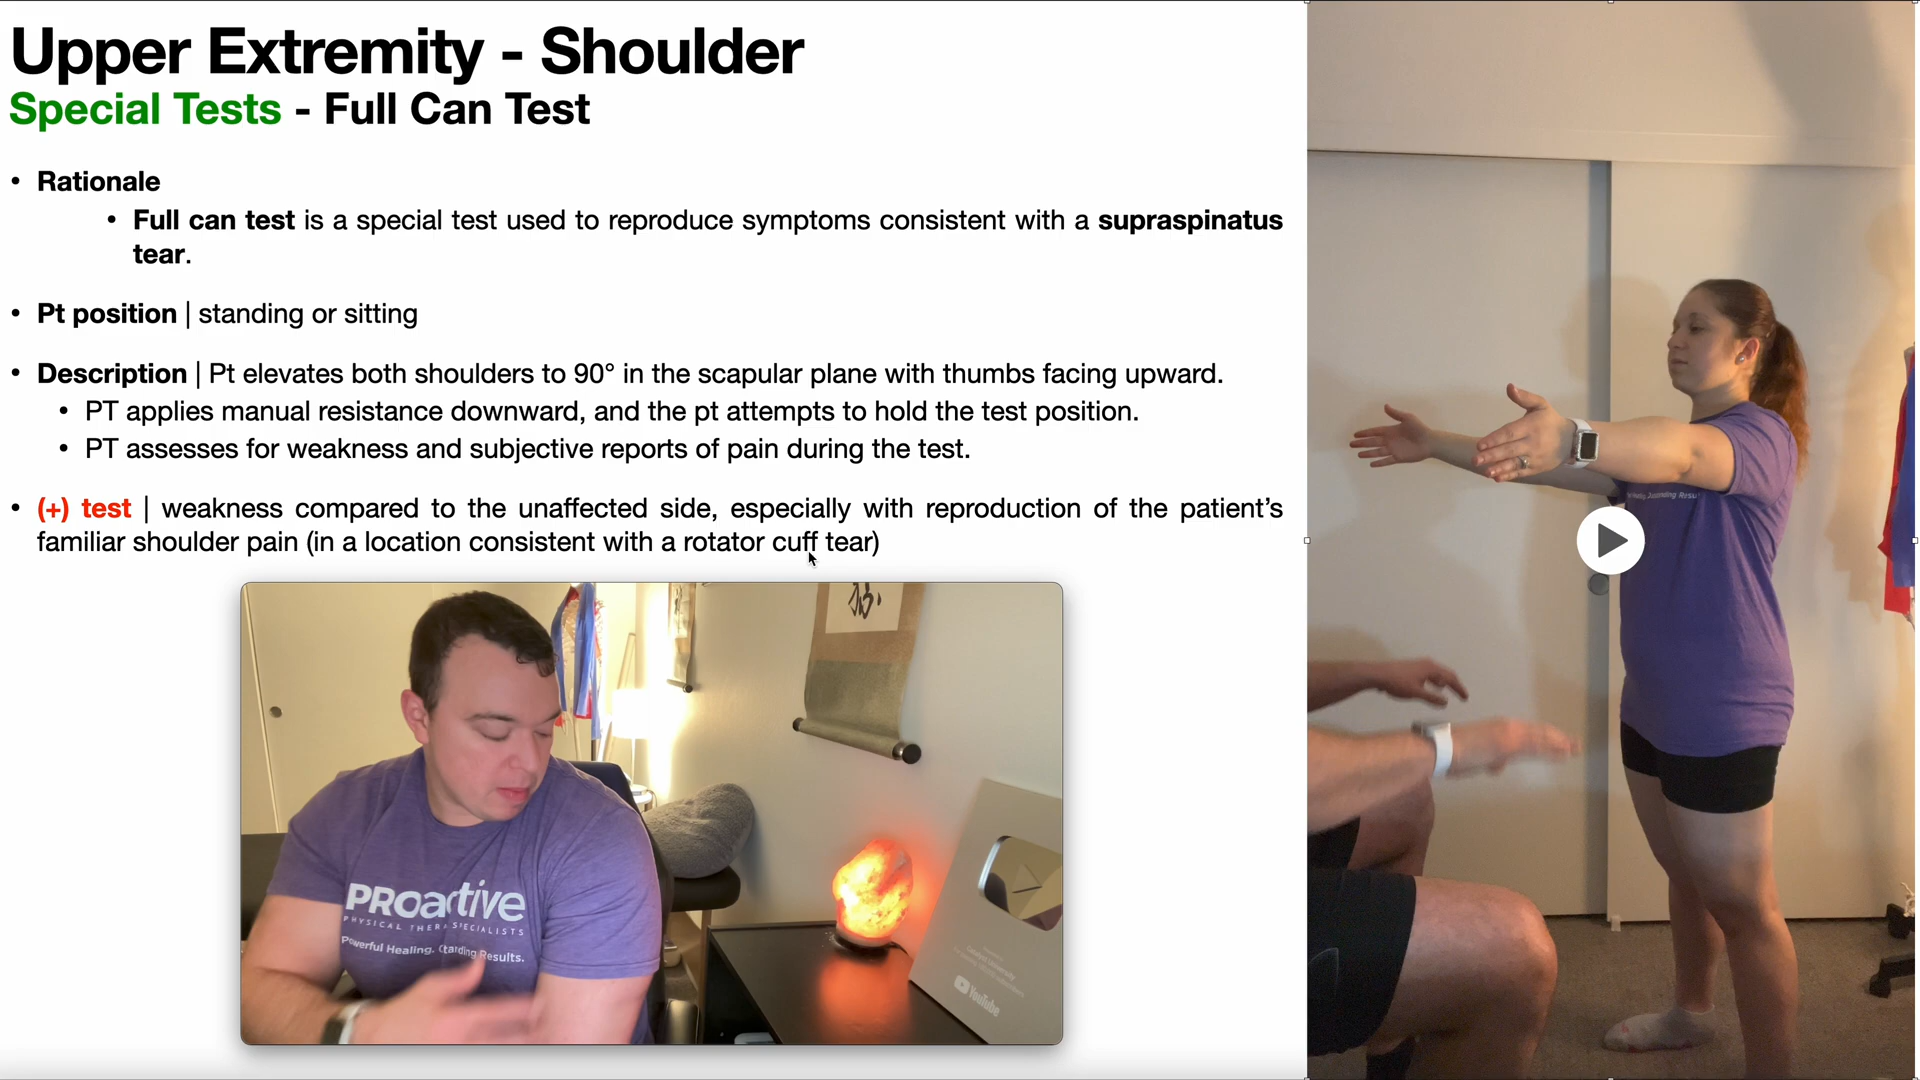 Upper Extremity - Shoulder
Special Tests - Full Can Test
• Rationale
• Full can test is a special test used to reproduce symptoms consistent with a supraspinatus
tear.
• Pt position | standing or sitting
• Description | Pt elevates both shoulders to 90° in the scapular plane with thumbs facing upward.
• PT applies manual resistance downward, and the pt attempts to hold the test position.
• PT assesses for weakness and subjective reports of pain during the test.
• (+) test | weakness compared to the unaffected side, especially with reproduction of the patient's
familiar shoulder pain (in a location consistent with a rotator cuff tear)
PROactive
PHYSICAL THERA SPECIALISTS
Powerful Healing. Results.
YouTube